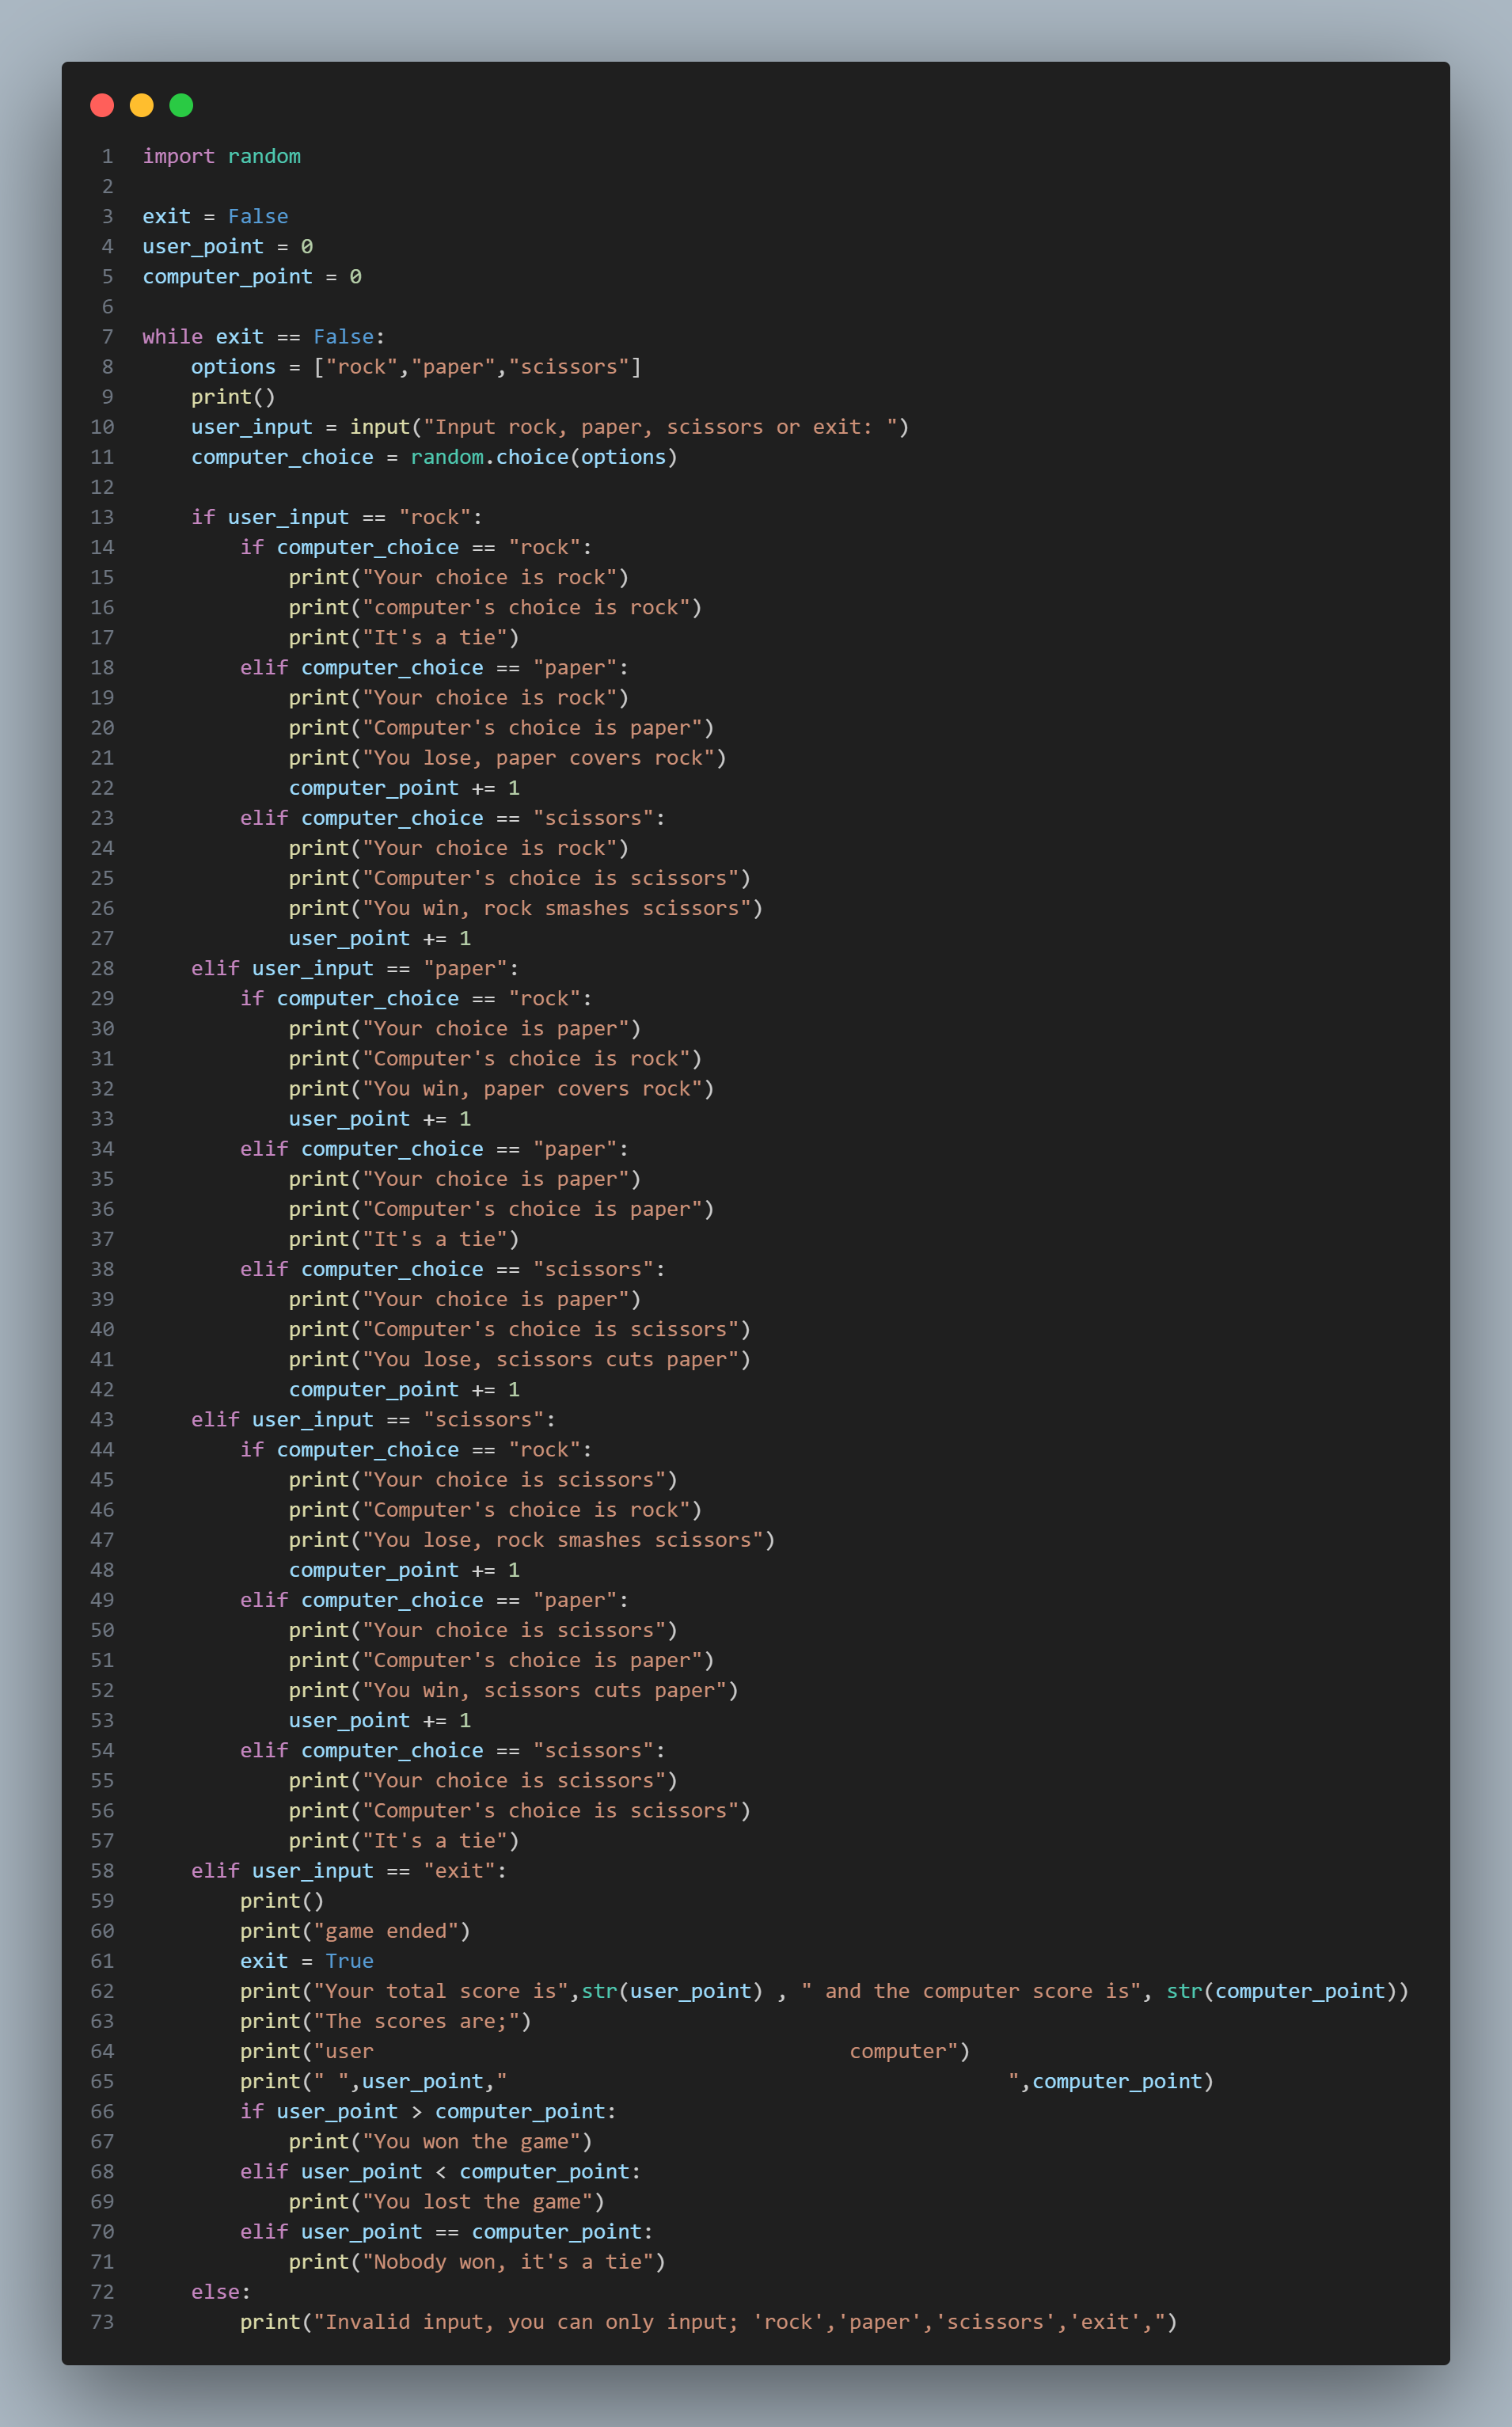 1 import random
2
3 exit = False
4 user_point = 0
5 computer_point = 0
6
7 while exit == False:
8     options = ["rock","paper","scissors"]
9     print()
10     user_input = input("Input rock, paper, scissors or exit: ")
11     computer_choice = random.choice(options)
12
13     if user_input == "rock":
14         if computer_choice == "rock":
15             print("Your choice is rock")
16             print("computer's choice is rock")
17             print("It's a tie")
18         elif computer_choice == "paper":
19             print("Your choice is rock")
20             print("Computer's choice is paper")
21             print("You lose, paper covers rock")
22             computer_point += 1
23         elif computer_choice == "scissors":
24             print("Your choice is rock")
25             print("Computer's choice is scissors")
26             print("You win, rock smashes scissors")
27             user_point += 1
28     elif user_input == "paper":
29         if computer_choice == "rock":
30             print("Your choice is paper")
31             print("Computer's choice is rock")
32             print("You win, paper covers rock")
33             user_point += 1
34         elif computer_choice == "paper":
35             print("Your choice is paper")
36             print("Computer's choice is paper")
37             print("It's a tie")
38         elif computer_choice == "scissors":
39             print("Your choice is paper")
40             print("Computer's choice is scissors")
41             print("You lose, scissors cuts paper")
42             computer_point += 1
43     elif user_input == "scissors":
44         if computer_choice == "rock":
45             print("Your choice is scissors")
46             print("Computer's choice is rock")
47             print("You lose, rock smashes scissors")
48             computer_point += 1
49         elif computer_choice == "paper":
50             print("Your choice is scissors")
51             print("Computer's choice is paper")
52             print("You win, scissors cuts paper")
53             user_point += 1
54         elif computer_choice == "scissors":
55             print("Your choice is scissors")
56             print("Computer's choice is scissors")
57             print("It's a tie")
58     elif user_input == "exit":
59         print()
60         print("game ended")
61         exit = True
62         print("Your total score is",str(user_point) , " and the computer score is", str(computer_point))
63         print("The scores are;")
64         print("user                                       computer")
65         print(" ",user_point,"                                         ",computer_point)
66         if user_point > computer_point:
67             print("You won the game")
68         elif user_point < computer_point:
69             print("You lost the game")
70         elif user_point == computer_point:
71             print("Nobody won, it's a tie")
72     else:
73         print("Invalid input, you can only input; 'rock','paper','scissors','exit',")